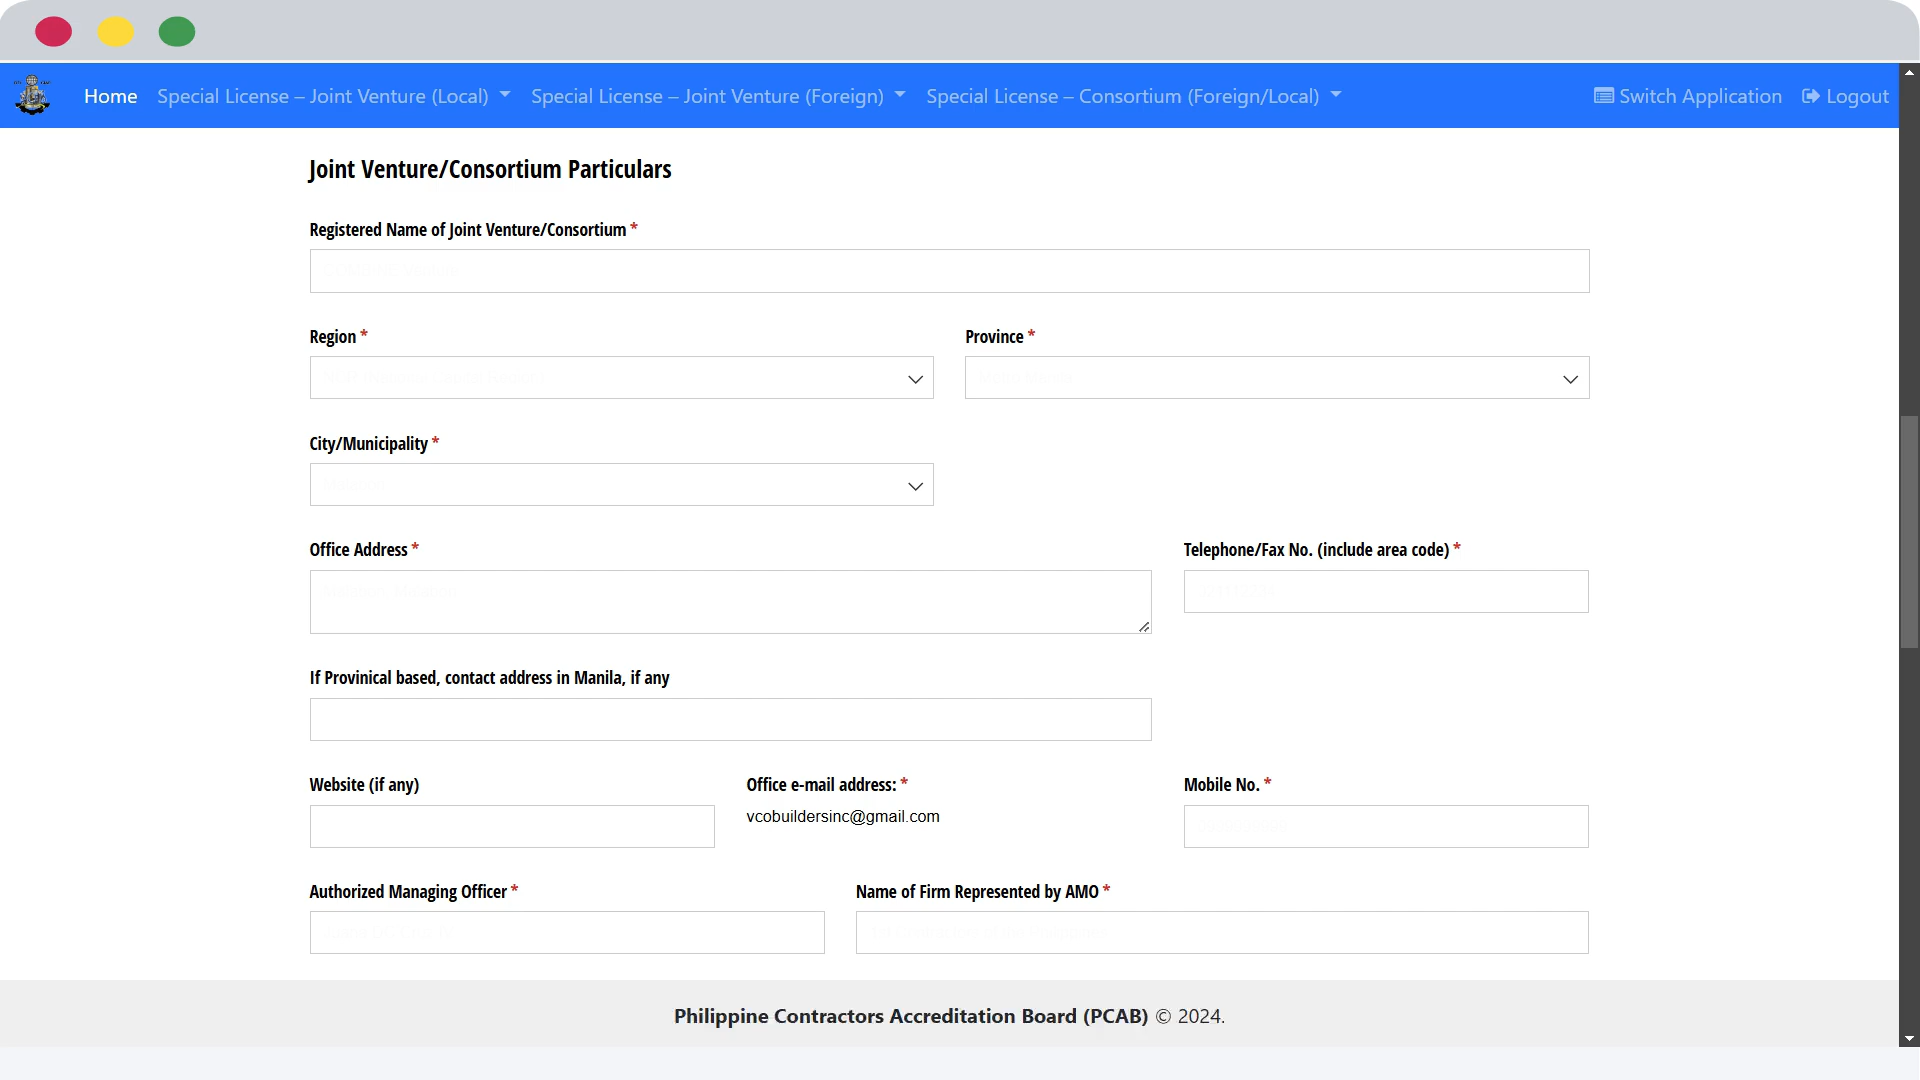 Home Special License – Joint Venture (Local) Special License – Joint Venture (Foreign) Special License – Consortium (Foreign/Local) Switch Application Logout
Joint Venture/Consortium Particulars
Registered Name of Joint Venture/Consortium *
Region * Province *
City/Municipality *
Office Address * Telephone/Fax No. (include area code) *
If Provinical based, contact address in Manila, if any
Website (if any) Office e-mail address: * Mobile No. *
vcobuildersinc@gmail.com
Authorized Managing Officer * Name of Firm Represented by AMO *
Philippine Contractors Accreditation Board (PCAB) © 2024.